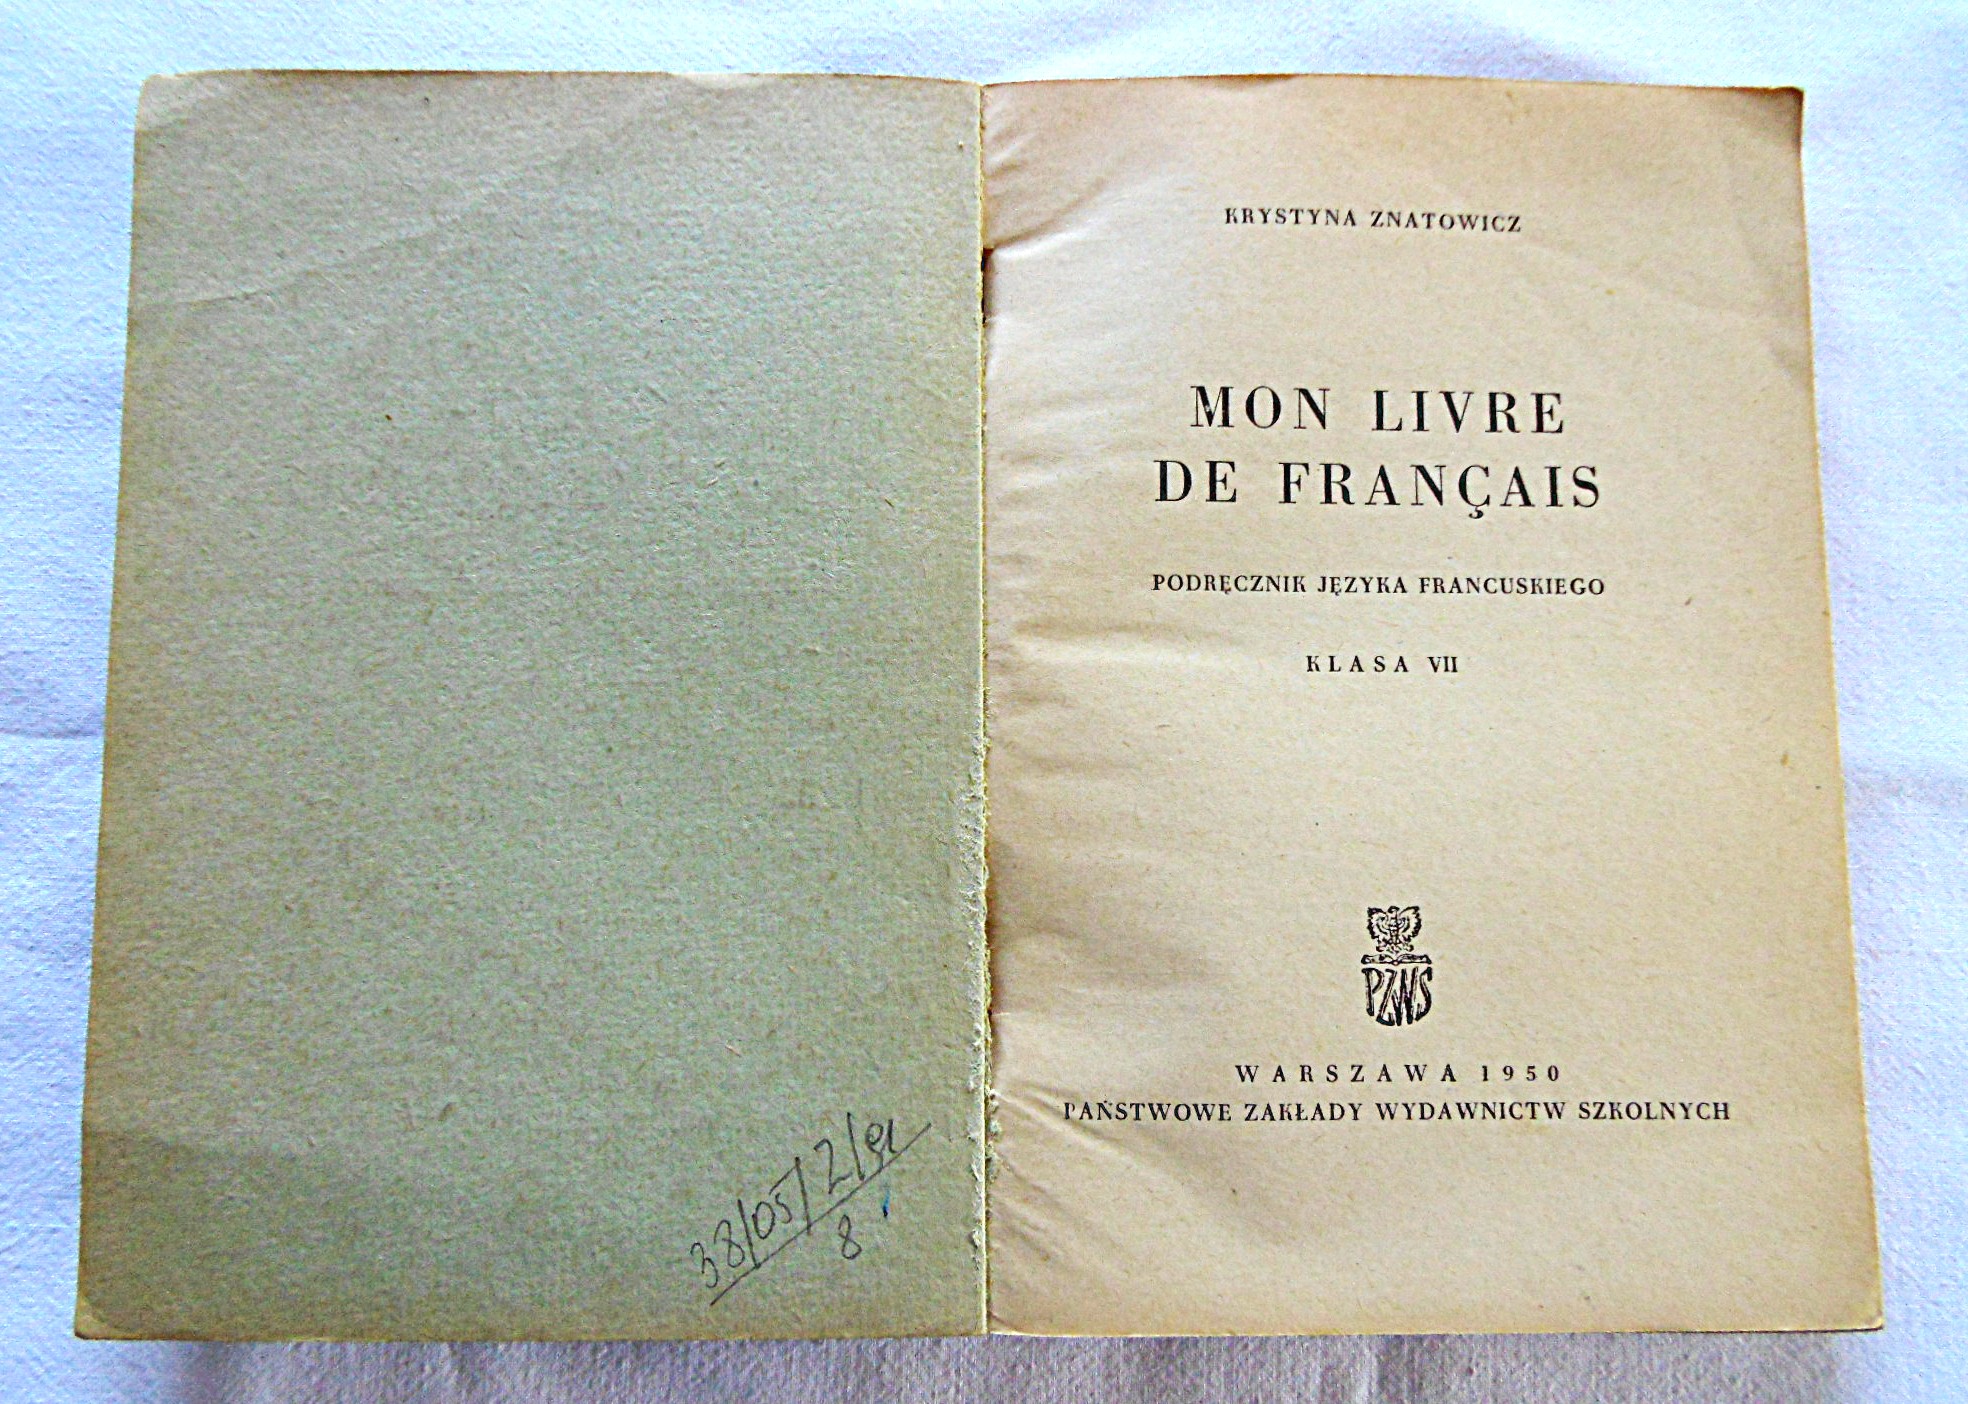 38/05/2/91
8
KRYSTYNA ZNATOWICZ
MON LIVRE
DE FRANÇAIS
PODRĘCZNIK JĘZYKA FRANCUSKIEGO
KLASA VII
PZWS
WARSZAWA 1950
PAŃSTWOWE ZAKŁADY WYDAWNICTW SZKOLNYCH